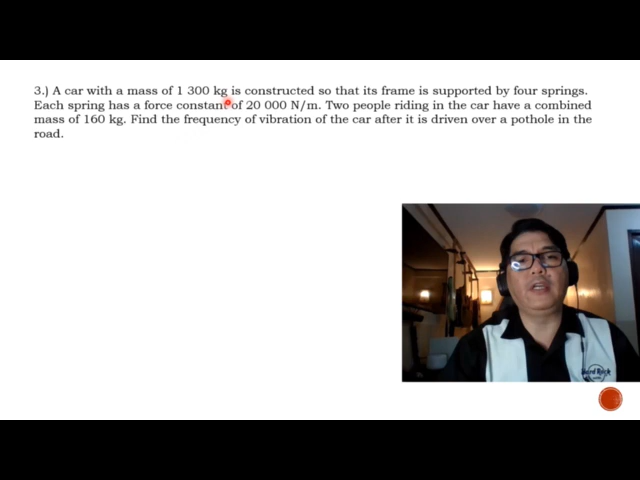 3.) A car with a mass of 1 300 kg is constructed so that its frame is supported by four springs.
Each spring has a force constant of 20 000 N/m. Two people riding in the car have a combined
mass of 160 kg. Find the frequency of vibration of the car after it is driven over a pothole in the
road.
Hard Rock